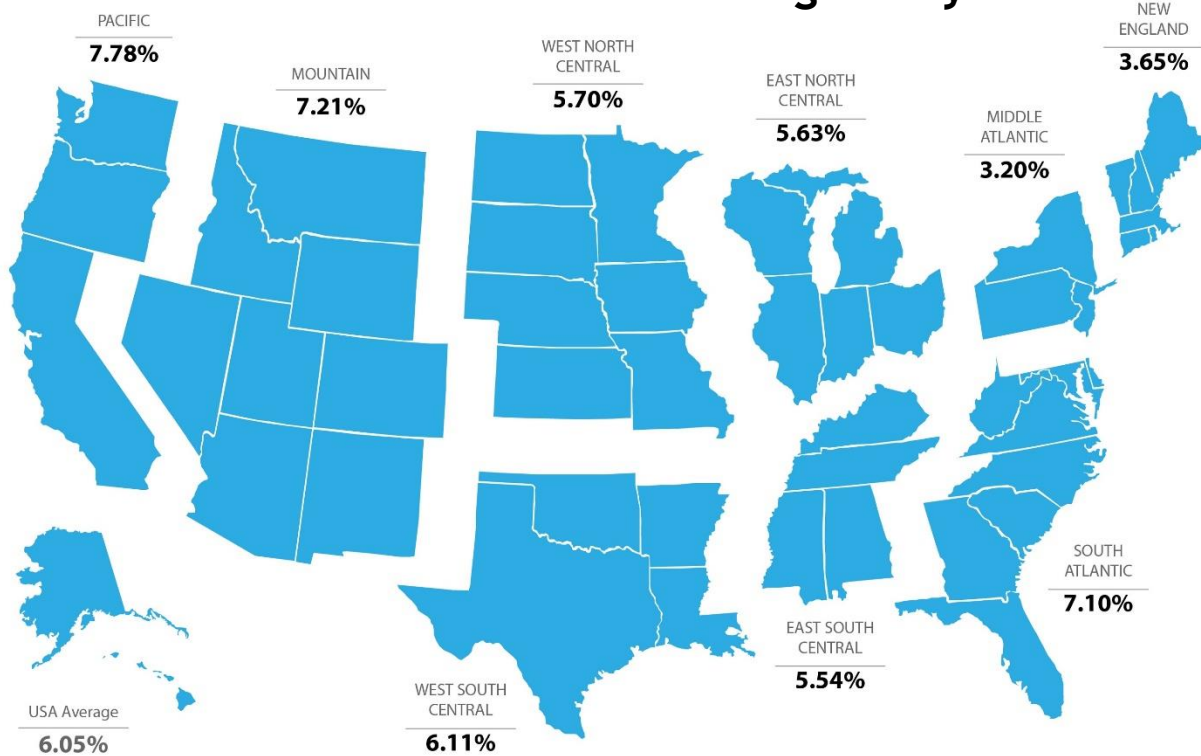 PACIFIC
7.78%
MOUNTAIN
7.21%
WEST NORTH
CENTRAL
5.70%
EAST NORTH
CENTRAL
5.63%
MIDDLE
ATLANTIC
3.20%
NEW
ENGLAND
3.65%
SOUTH
ATLANTIC
7.10%
EAST SOUTH
CENTRAL
5.54%
WEST SOUTH
CENTRAL
6.11%
USA Average
6.05%